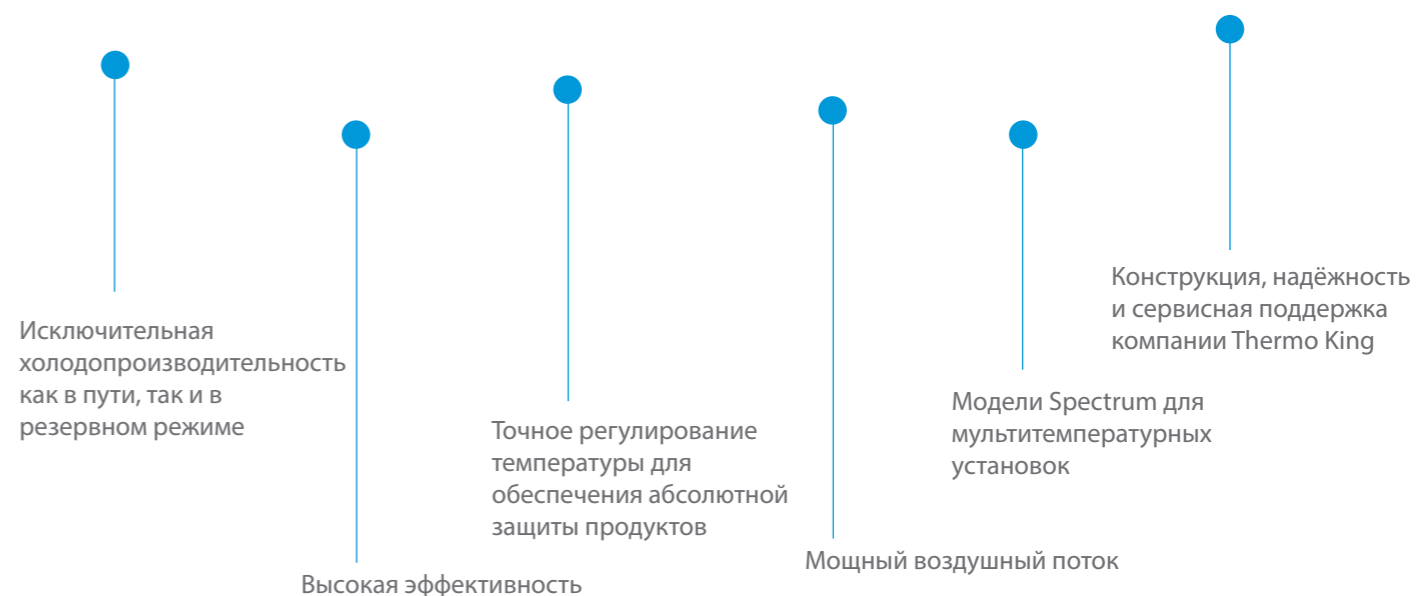 Исключительная
холодопроизводительность
как в пути, так и в
резервном режиме
Высокая эффективность
Точное регулирование
температуры для
обеспечения абсолютной
защиты продуктов
Мощный воздушный поток
Модели Spectrum для
мультитемпературных
установок
Конструкция, надёжность
и сервисная поддержка
компании Thermo King